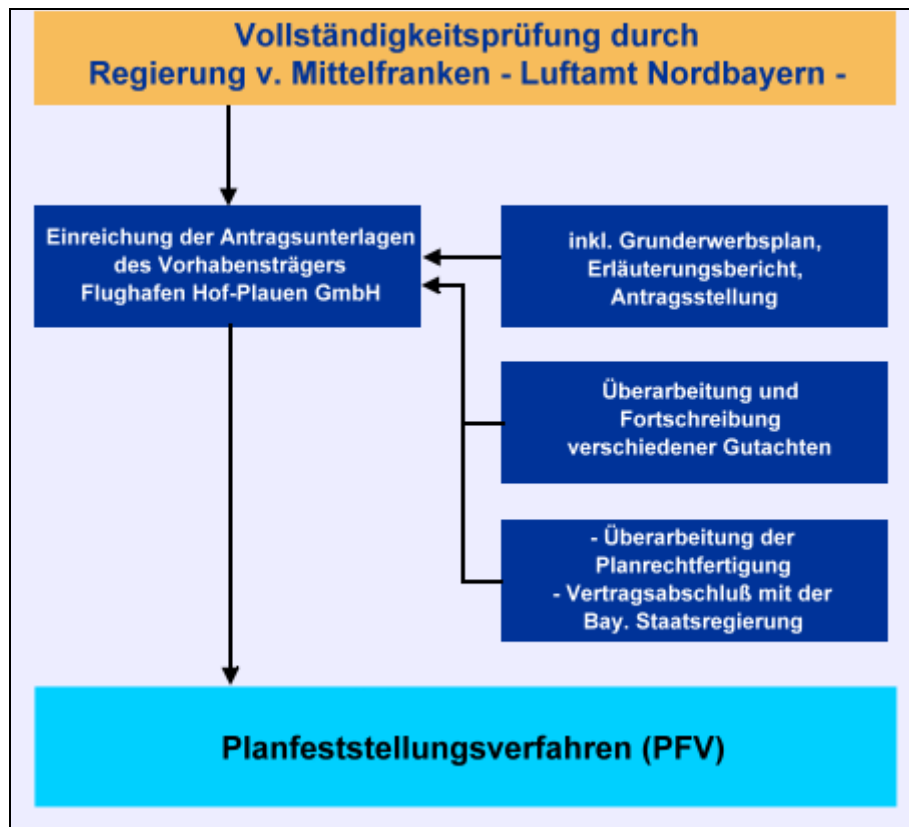 Vollständigkeitsprüfung durch
Regierung v. Mittelfranken - Luftamt Nordbayern -
Einreichung der Antragsunterlagen
des Vorhabensträgers
Flughafen Hof-Plauen GmbH
inkl. Grunderwerbsplan,
Erläuterungsbericht,
Antragsstellung
Überarbeitung und
Fortschreibung
verschiedener Gutachten
- Überarbeitung der
Planrechtfertigung
- Vertragsabschluß mit der
Bay. Staatsregierung
Planfeststellungsverfahren (PFV)